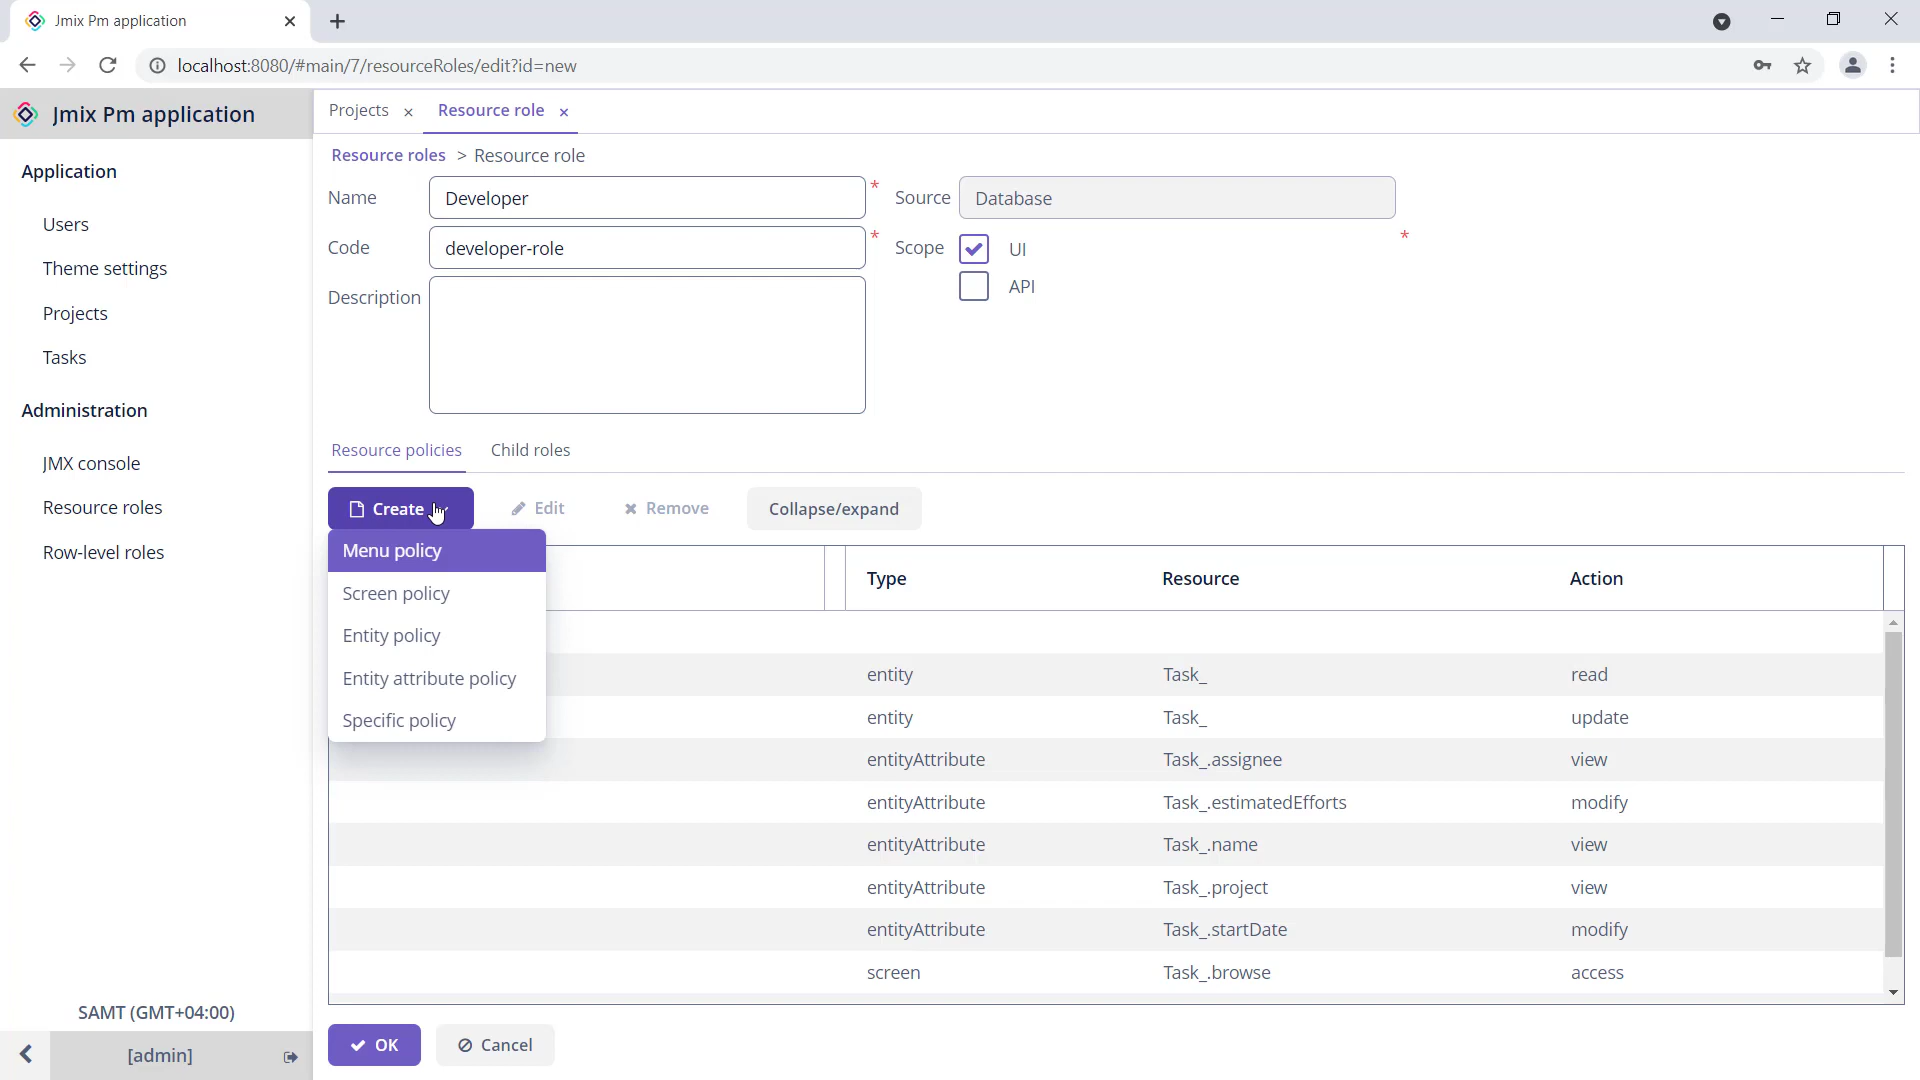 Jmix Pm application
localhost:8080/#main/7/resourceRoles/edit?id=new
Jmix Pm application
Projects
Resource role
Application
Users
Theme settings
Projects
Tasks
Administration
JMX console
Resource roles
Row-level roles
SAMT (GMT+04:00)
[admin]
Resource roles > Resource role
Name Developer * Source Database
Code developer-role * Scope UI *
API
Description
Resource policies Child roles
Create Edit Remove Collapse/expand
Menu policy
Screen policy
Entity policy
Entity attribute policy
Specific policy
Type Resource Action
entity Task_ read
entity Task_ update
entityAttribute Task_.assignee view
entityAttribute Task_.estimatedEfforts modify
entityAttribute Task_.name view
entityAttribute Task_.project view
entityAttribute Task_.startDate modify
screen Task_.browse access
OK Cancel